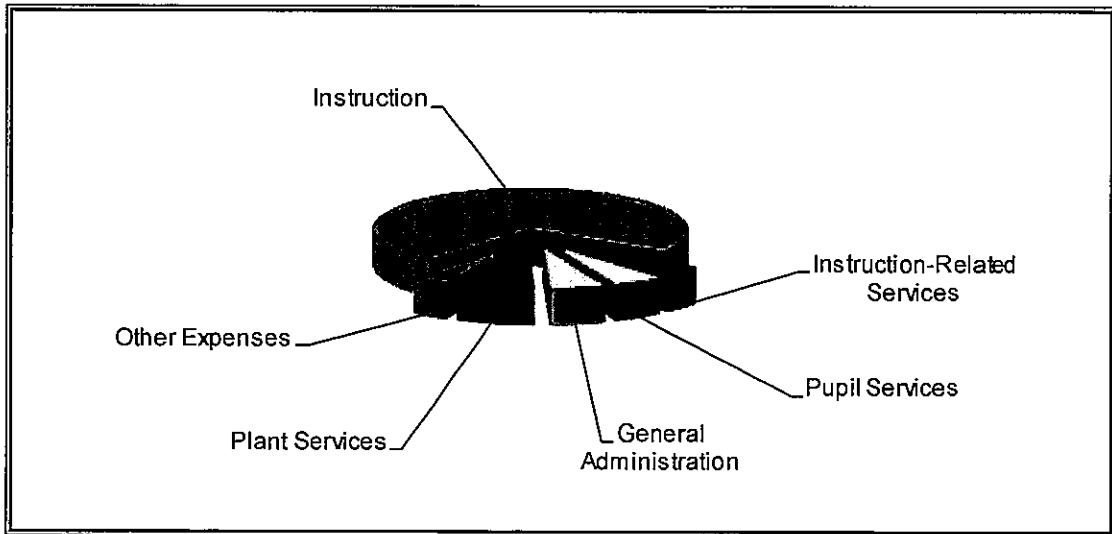 Instruction
Instruction-Related
Services
Other Expenses
Pupil Services
Plant Services
General
Administration